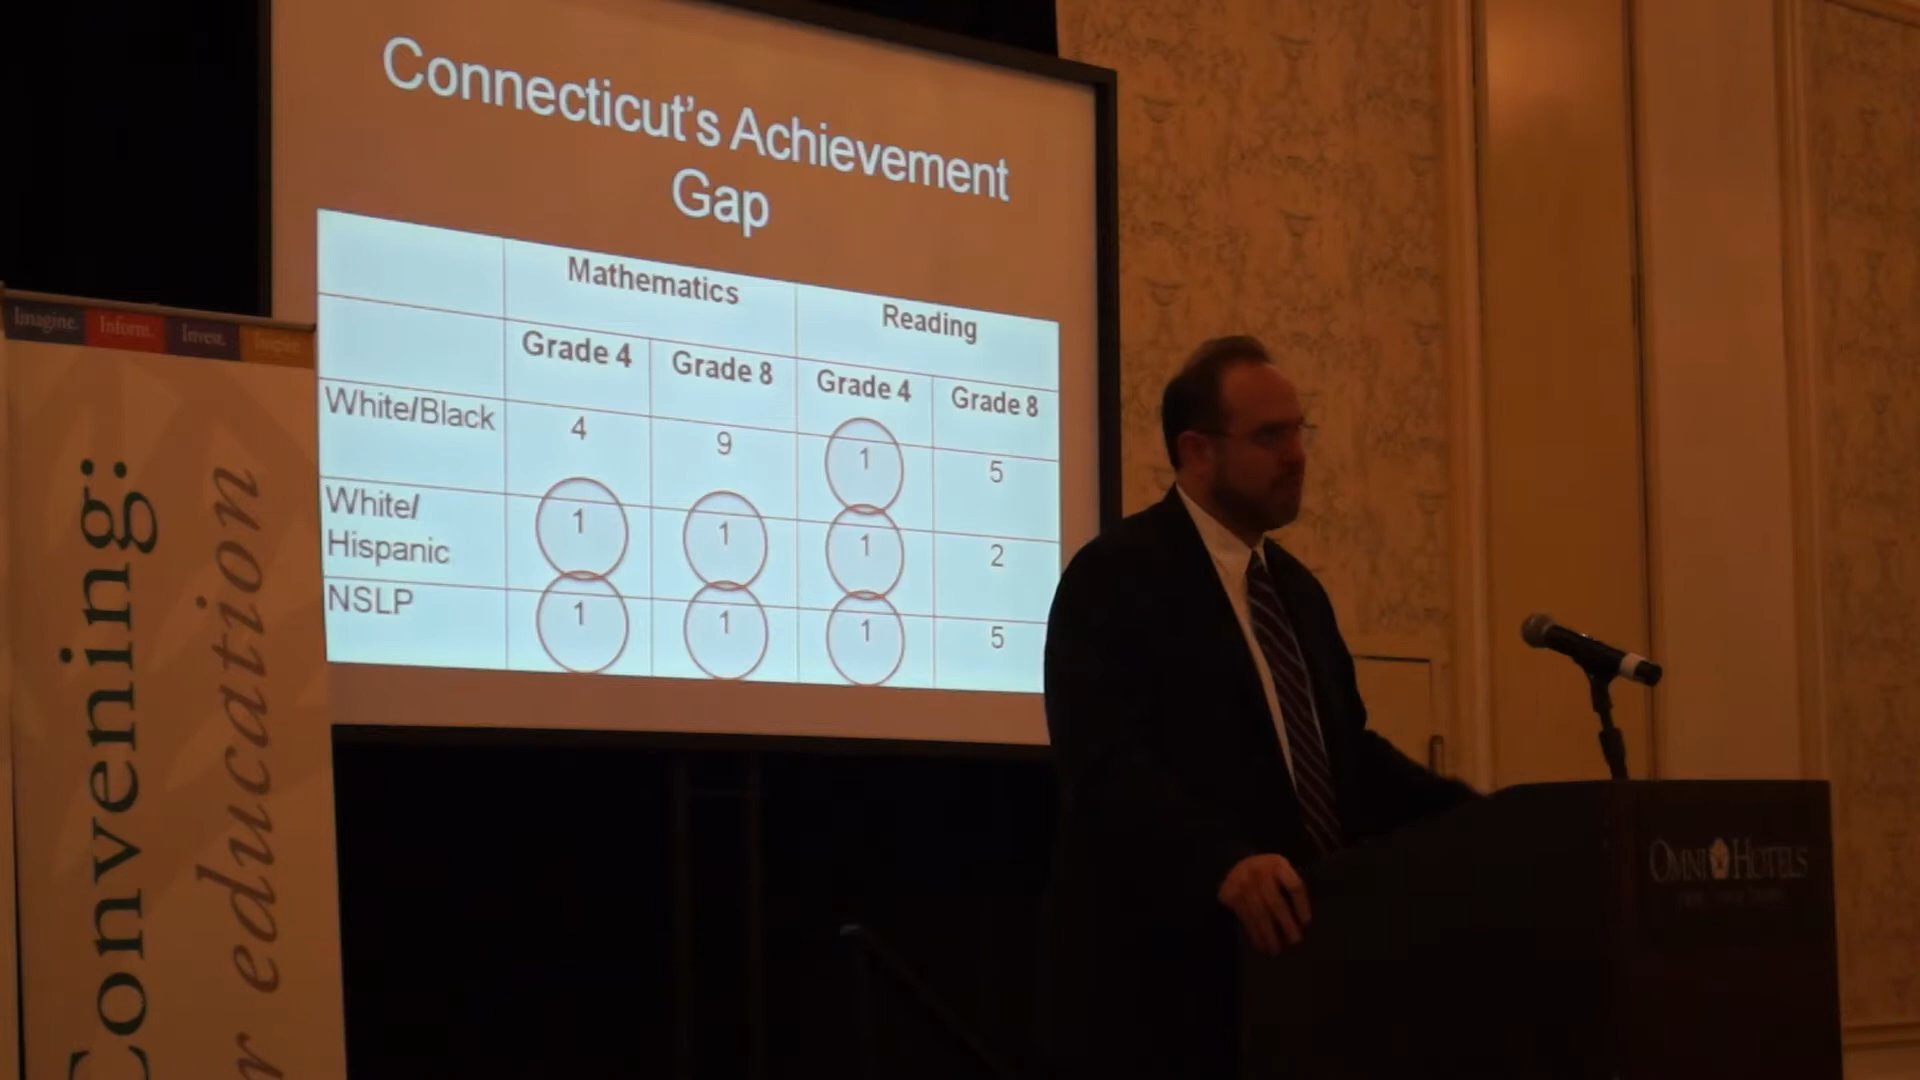 Connecticut's Achievement
Gap
Mathematics
Reading
Grade 4
Grade 8
Grade 4
Grade 8
White/Black
4
9
1
5
White/
Hispanic
1
1
1
2
NSLP
1
1
1
5
Imagine. Inform. Invest. Inspire.
Convening:
r education
OMNI HOTELS